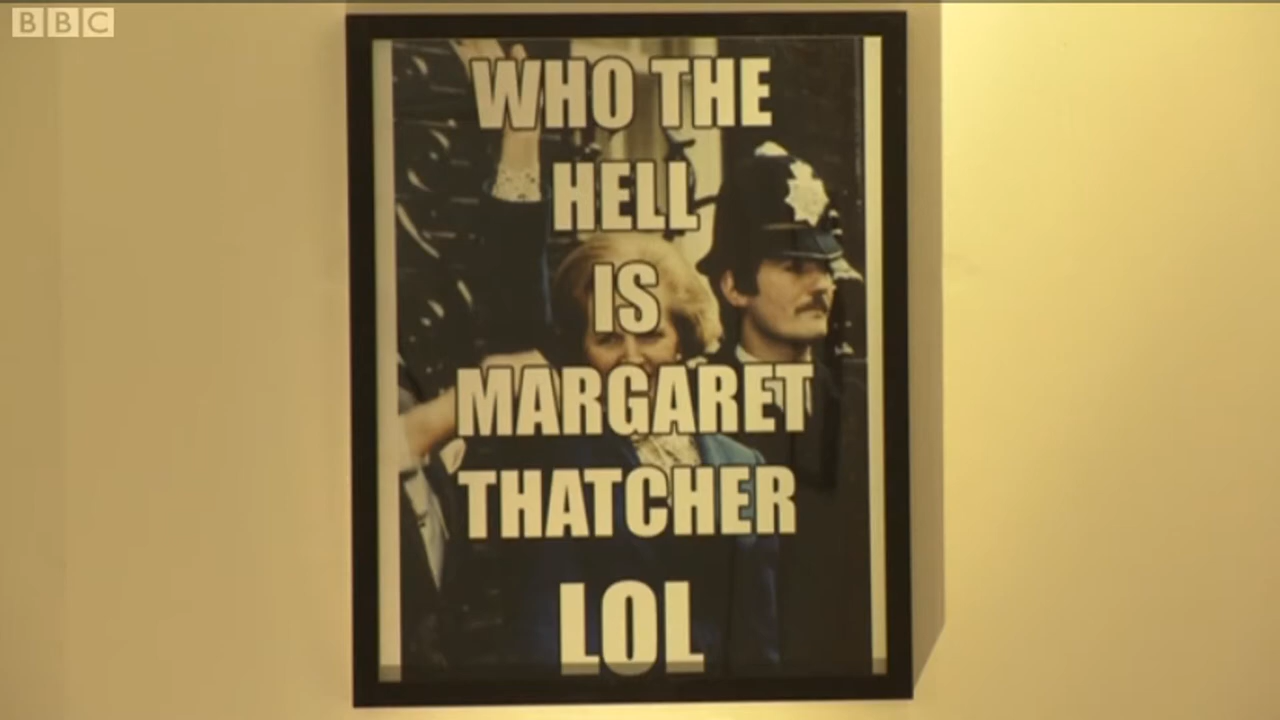 BBC
WHO THE
HELL
IS
MARGARET
THATCHER
LOL